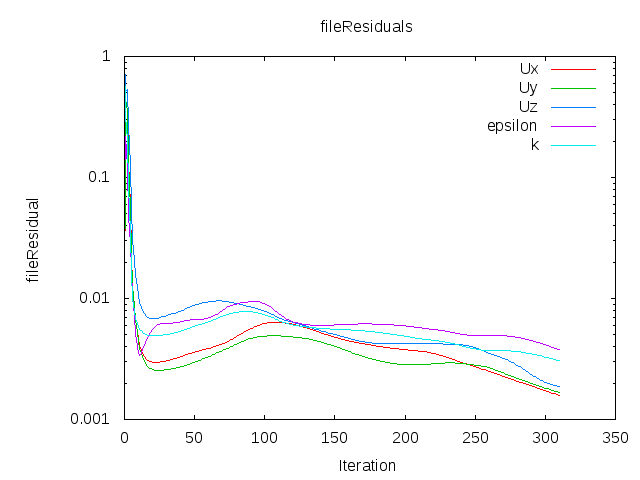 fileResiduals
Ux
Uy
Uz
epsilon
k
1
0.1
0.01
0.001
fileResidual
0 50 100 150 200 250 300 350
Iteration